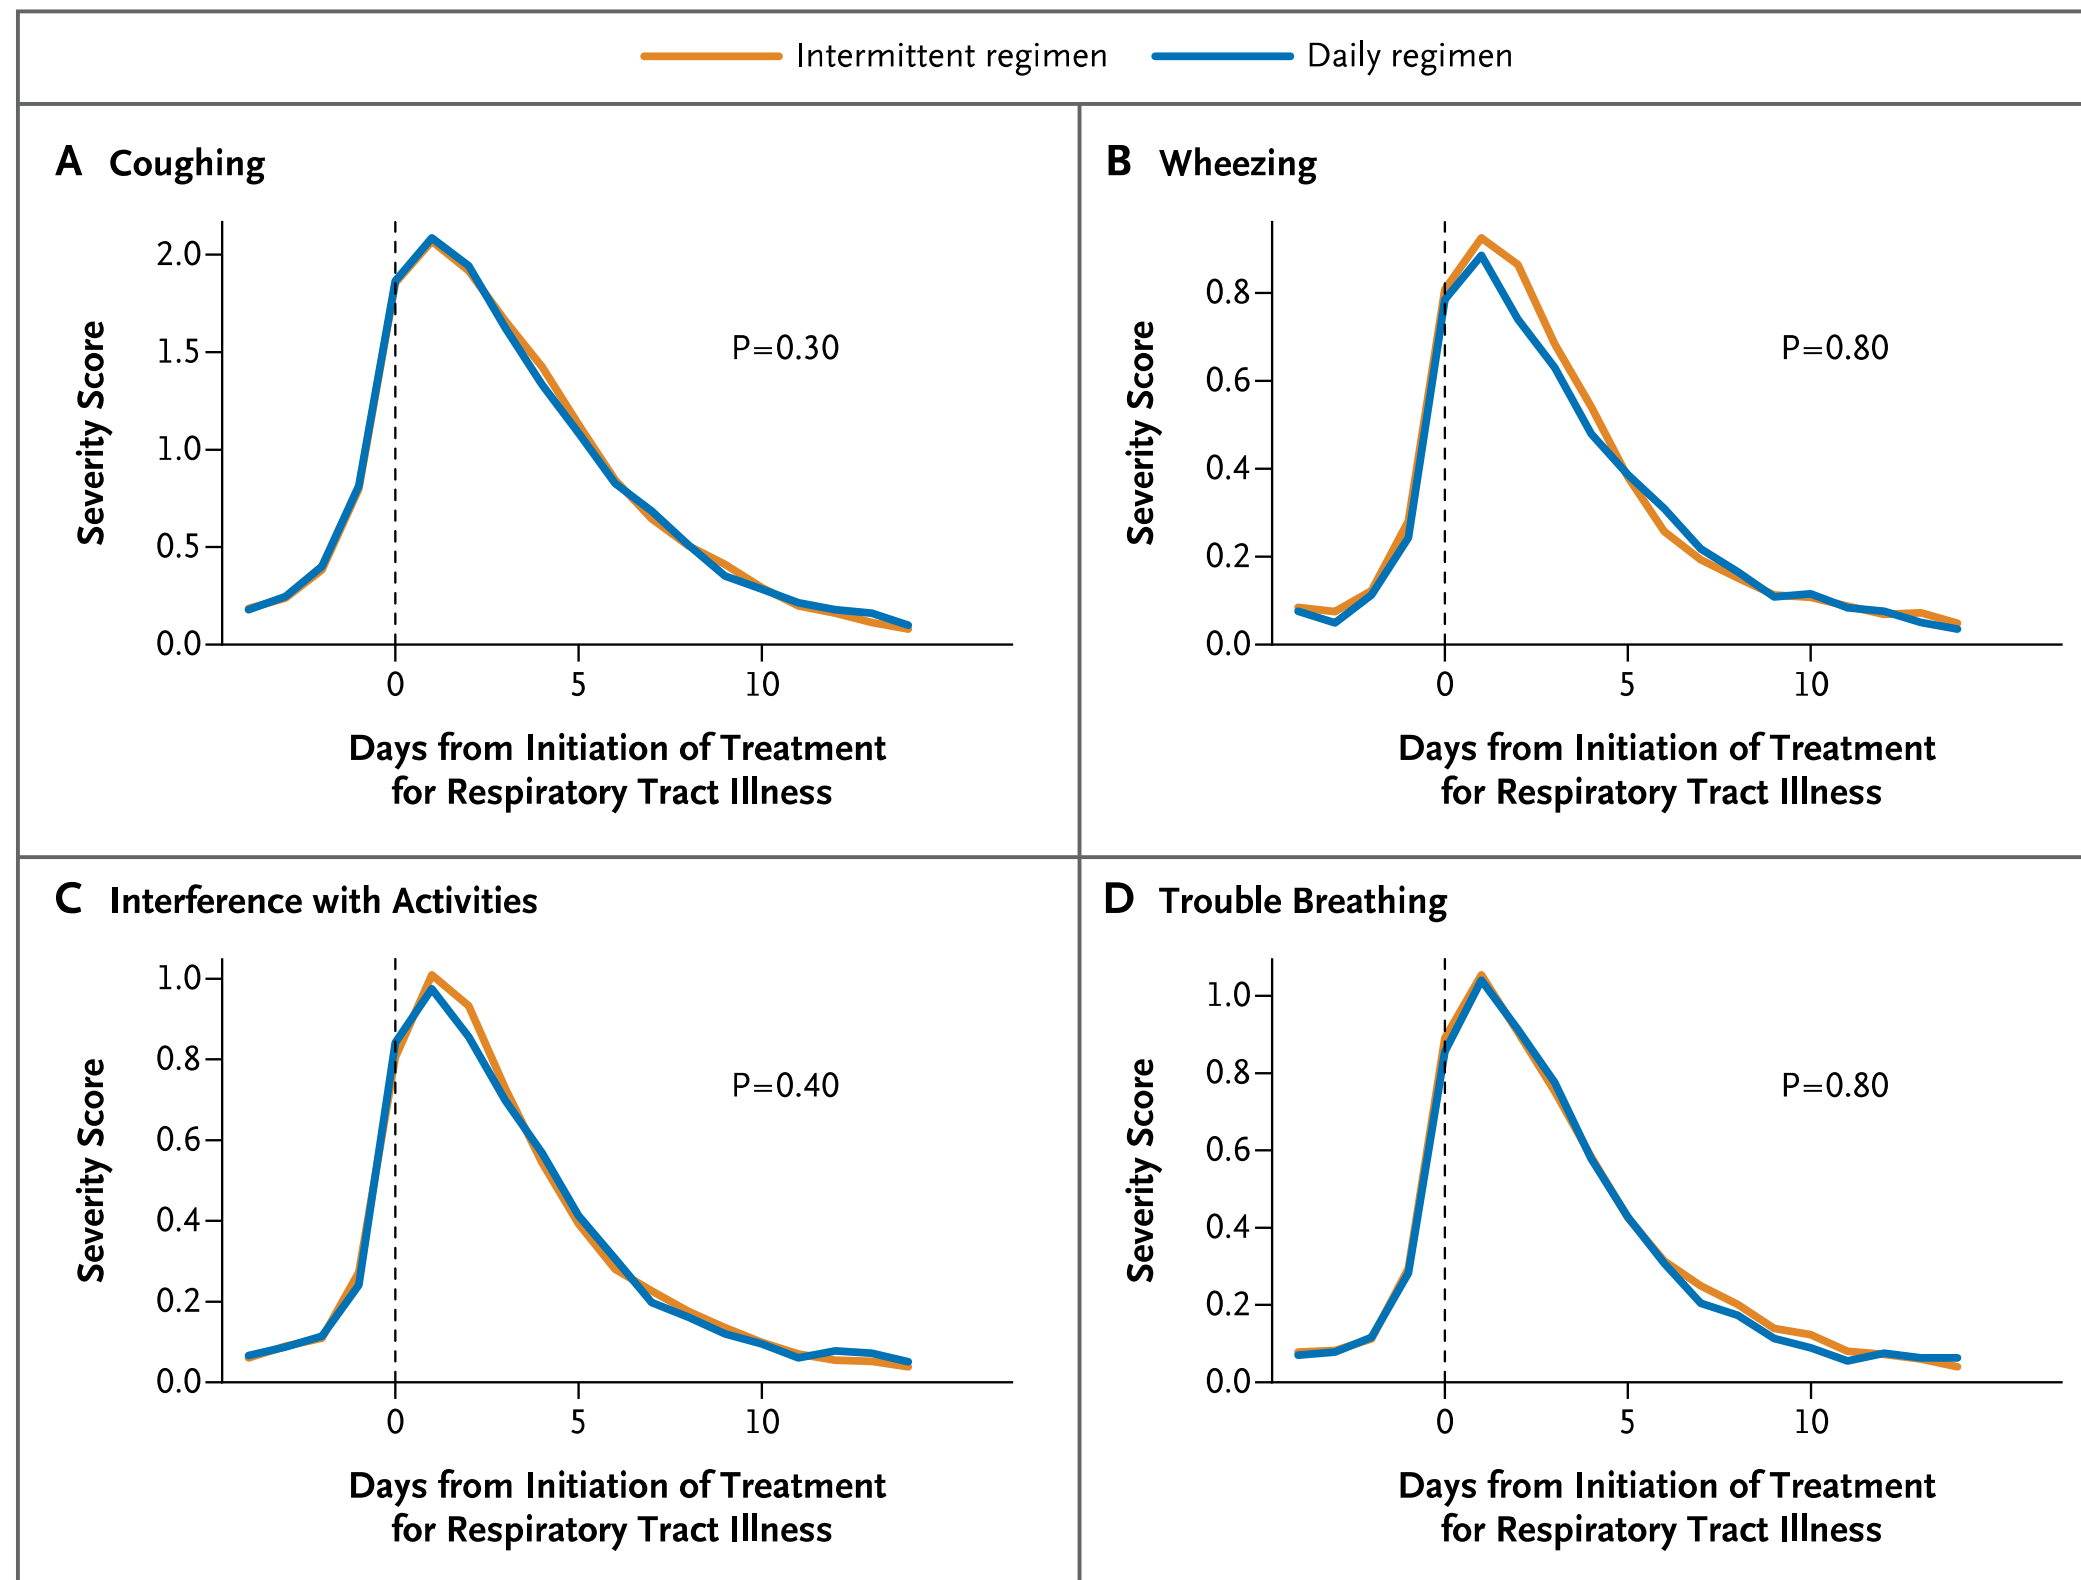 Intermittent regimen Daily regimen
A Coughing
Severity Score
2.0
1.5
1.0
0.5
0.0
P=0.30
0 5 10
Days from Initiation of Treatment
for Respiratory Tract Illness
B Wheezing
Severity Score
0.8
0.6
0.4
0.2
0.0
P=0.80
0 5 10
Days from Initiation of Treatment
for Respiratory Tract Illness
C Interference with Activities
Severity Score
1.0
0.8
0.6
0.4
0.2
0.0
P=0.40
0 5 10
Days from Initiation of Treatment
for Respiratory Tract Illness
D Trouble Breathing
Severity Score
1.0
0.8
0.6
0.4
0.2
0.0
P=0.80
0 5 10
Days from Initiation of Treatment
for Respiratory Tract Illness